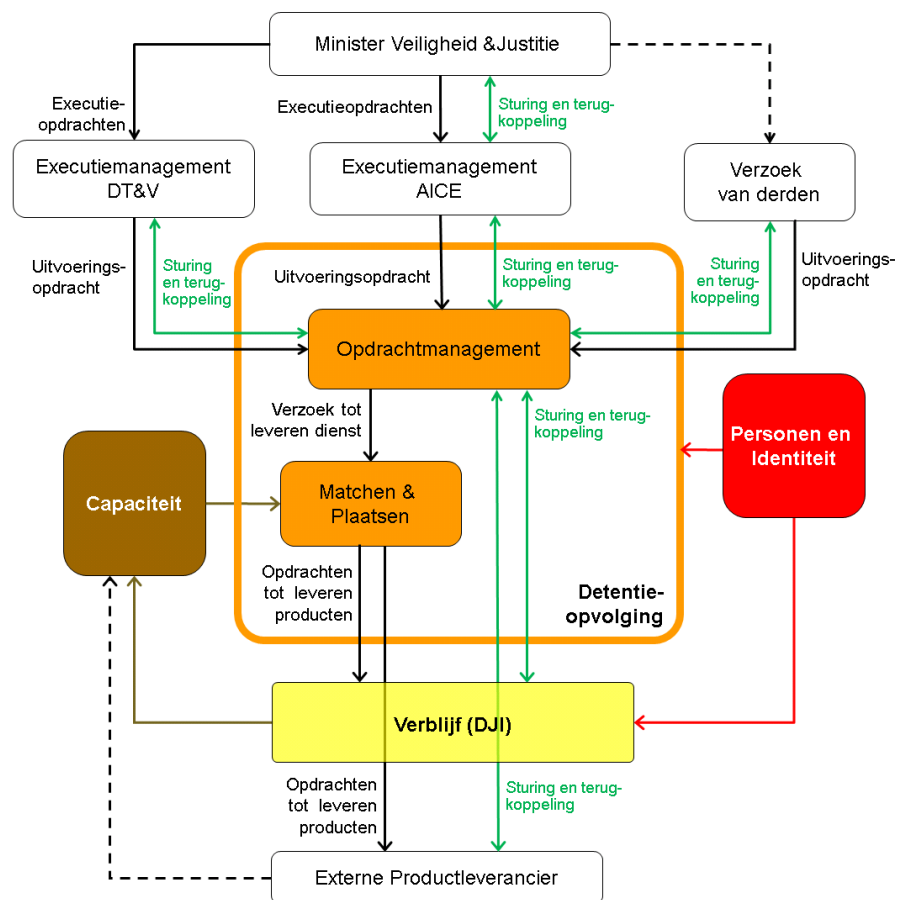 Minister Veiligheid &Justitie
Executie-
opdrachten
Executieopdrachten
Sturing en terug-
koppeling
Executiemanagement
DT&V
Executiemanagement
AICE
Verzoek
van derden
Uitvoerings-
opdracht
Sturing
en terug-
koppeling
Uitvoeringsopdracht
Sturing en terug-
koppeling
Sturing
en terug-
koppeling
Uitvoerings-
opdracht
Opdrachtmanagement
Verzoek tot
leveren dienst
Sturing en terug-
koppeling
Personen en
Identiteit
Capaciteit
Matchen &
Plaatsen
Opdrachten
tot leveren
producten
Detentie-
opvolging
Verblijf (DJI)
Opdrachten
tot leveren
producten
Sturing en terug-
koppeling
Externe Productleverancier